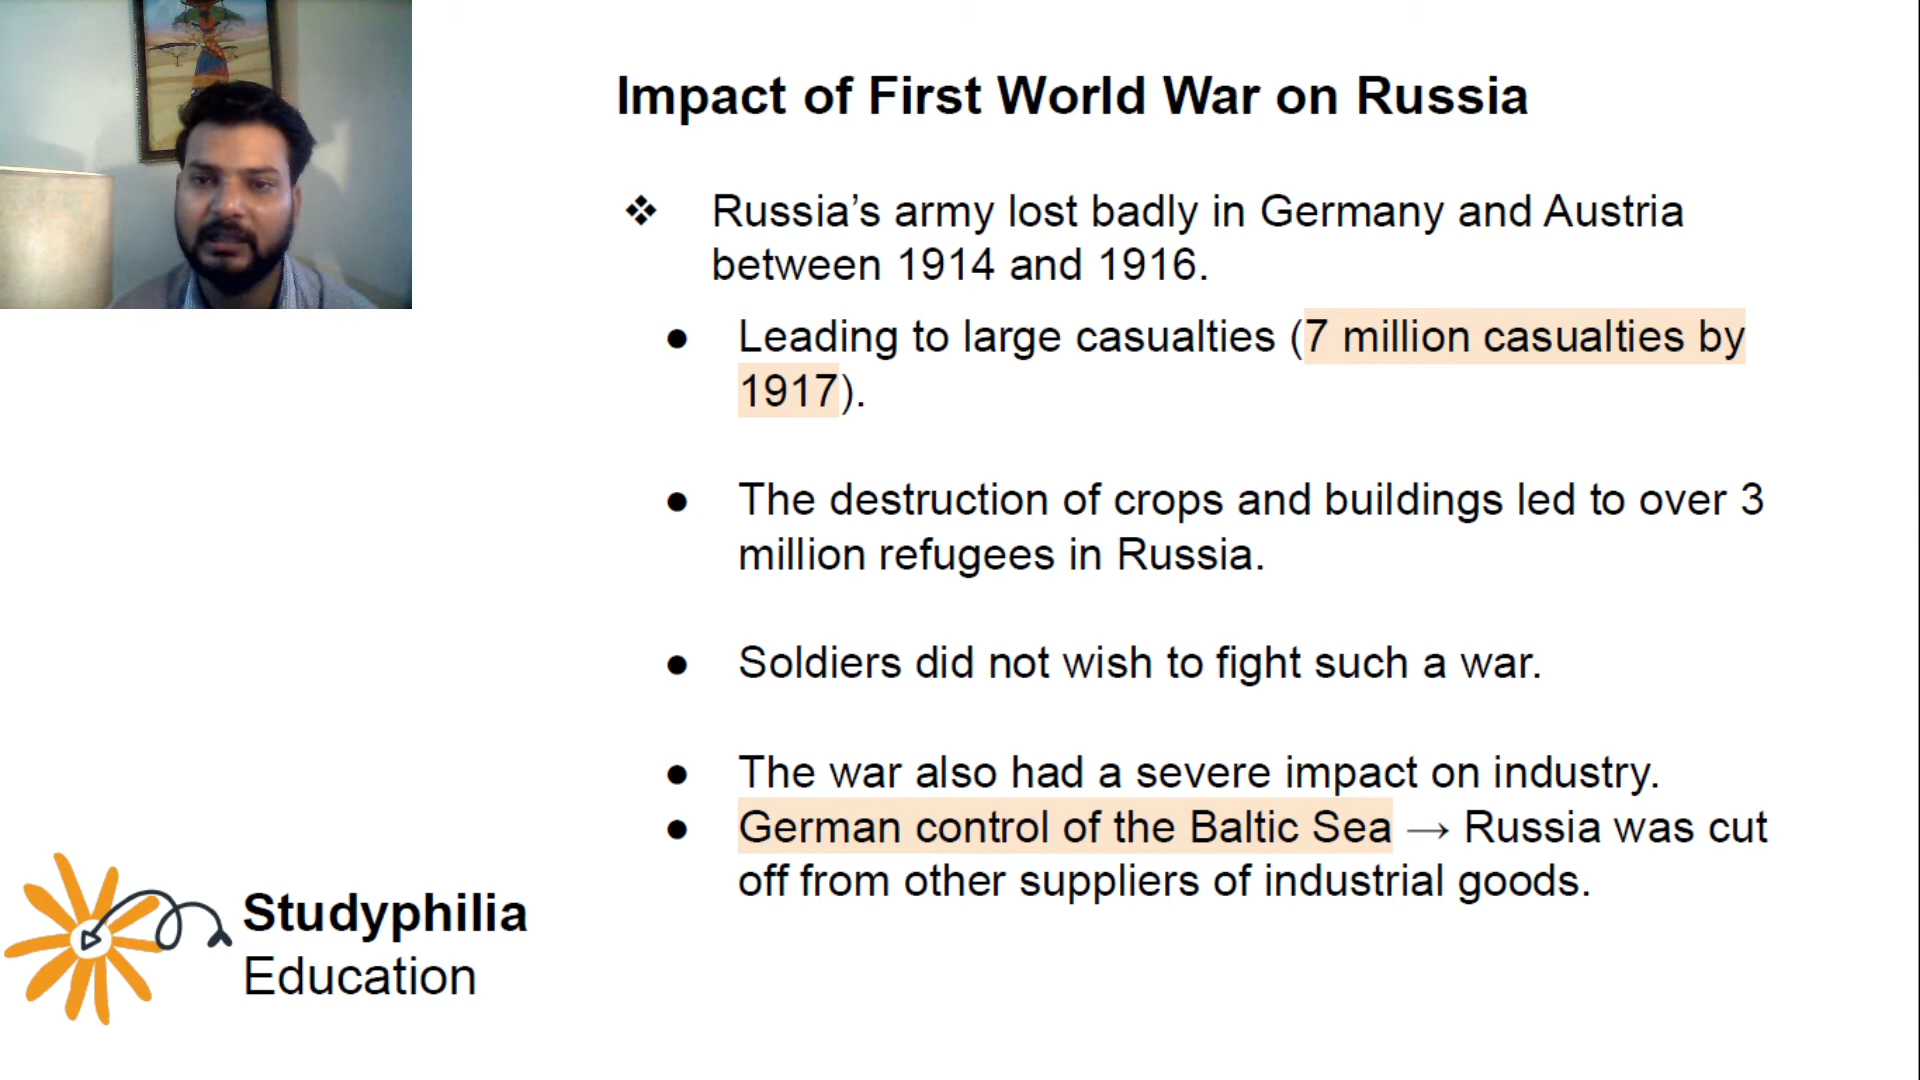 Impact of First World War on Russia
❖ Russia’s army lost badly in Germany and Austria
between 1914 and 1916.
● Leading to large casualties (7 million casualties by
1917).
● The destruction of crops and buildings led to over 3
million refugees in Russia.
● Soldiers did not wish to fight such a war.
● The war also had a severe impact on industry.
● German control of the Baltic Sea → Russia was cut
off from other suppliers of industrial goods.
Studyphilia
Education